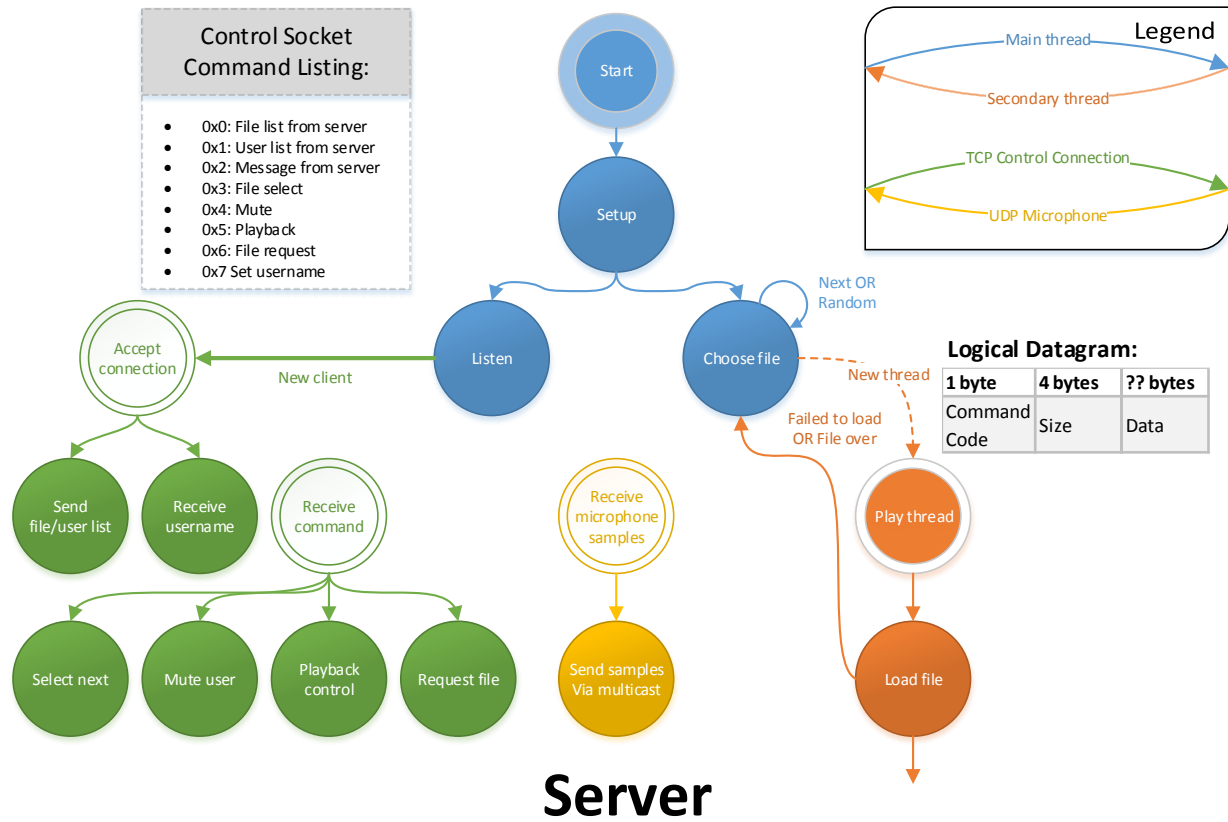 Control Socket
Command Listing:
• 0x0: File list from server
• 0x1: User list from server
• 0x2: Message from server
• 0x3: File select
• 0x4: Mute
• 0x5: Playback
• 0x6: File request
• 0x7 Set username
Start
Legend
Main thread
Secondary thread
TCP Control Connection
UDP Microphone
Setup
Next OR
Random
Accept
connection
New client
Listen
Choose file
New thread
Failed to load
OR File over
Logical Datagram:
1 byte 4 bytes ?? bytes
Command
Code
Size
Data
Send
file/user list
Receive
username
Receive
command
Receive
microphone
samples
Play thread
Select next
Mute user
Playback
control
Request file
Send samples
Via multicast
Load file
Server